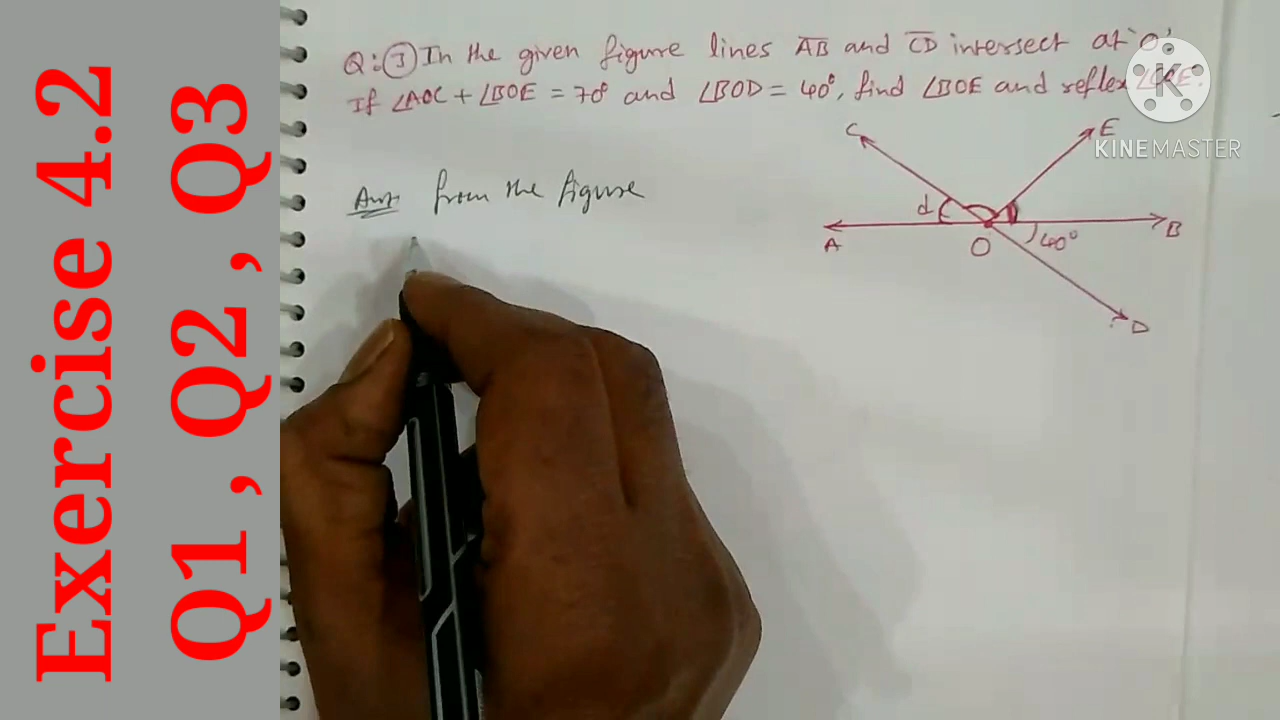 Exercise 4.2
Q1 , Q2 , Q3
Q:③ In the given figure lines AB and CD intersect at 'O'.
If ∠AOC + ∠BOE = 70° and ∠BOD = 40°, find ∠BOE and reflex
K
KINEMASTER
Ans: from the figure
C
E
d
A
O
40°
B
D